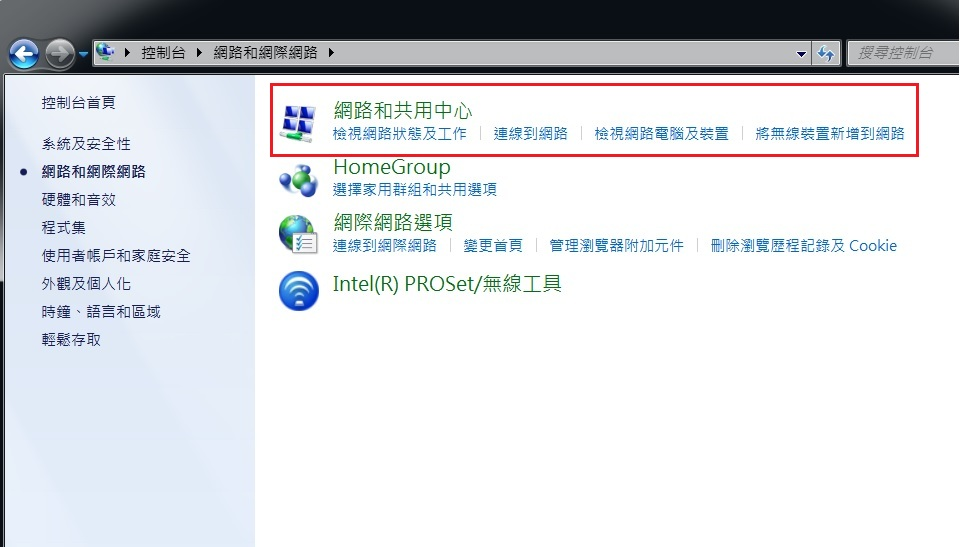 控制台 網路和網際網路
搜尋控制台
控制台首頁
系統及安全性
網路和網際網路
硬體和音效
程式集
使用者帳戶和家庭安全
外觀及個人化
時鐘、語言和區域
輕鬆存取
網路和共用中心
檢視網路狀態及工作 連線到網路 檢視網路電腦及裝置 將無線裝置新增到網路
HomeGroup
選擇家用群組和共用選項
網際網路選項
連線到網際網路 變更首頁 管理瀏覽器附加元件 刪除瀏覽歷程記錄及 Cookie
Intel(R) PROSet/無線工具